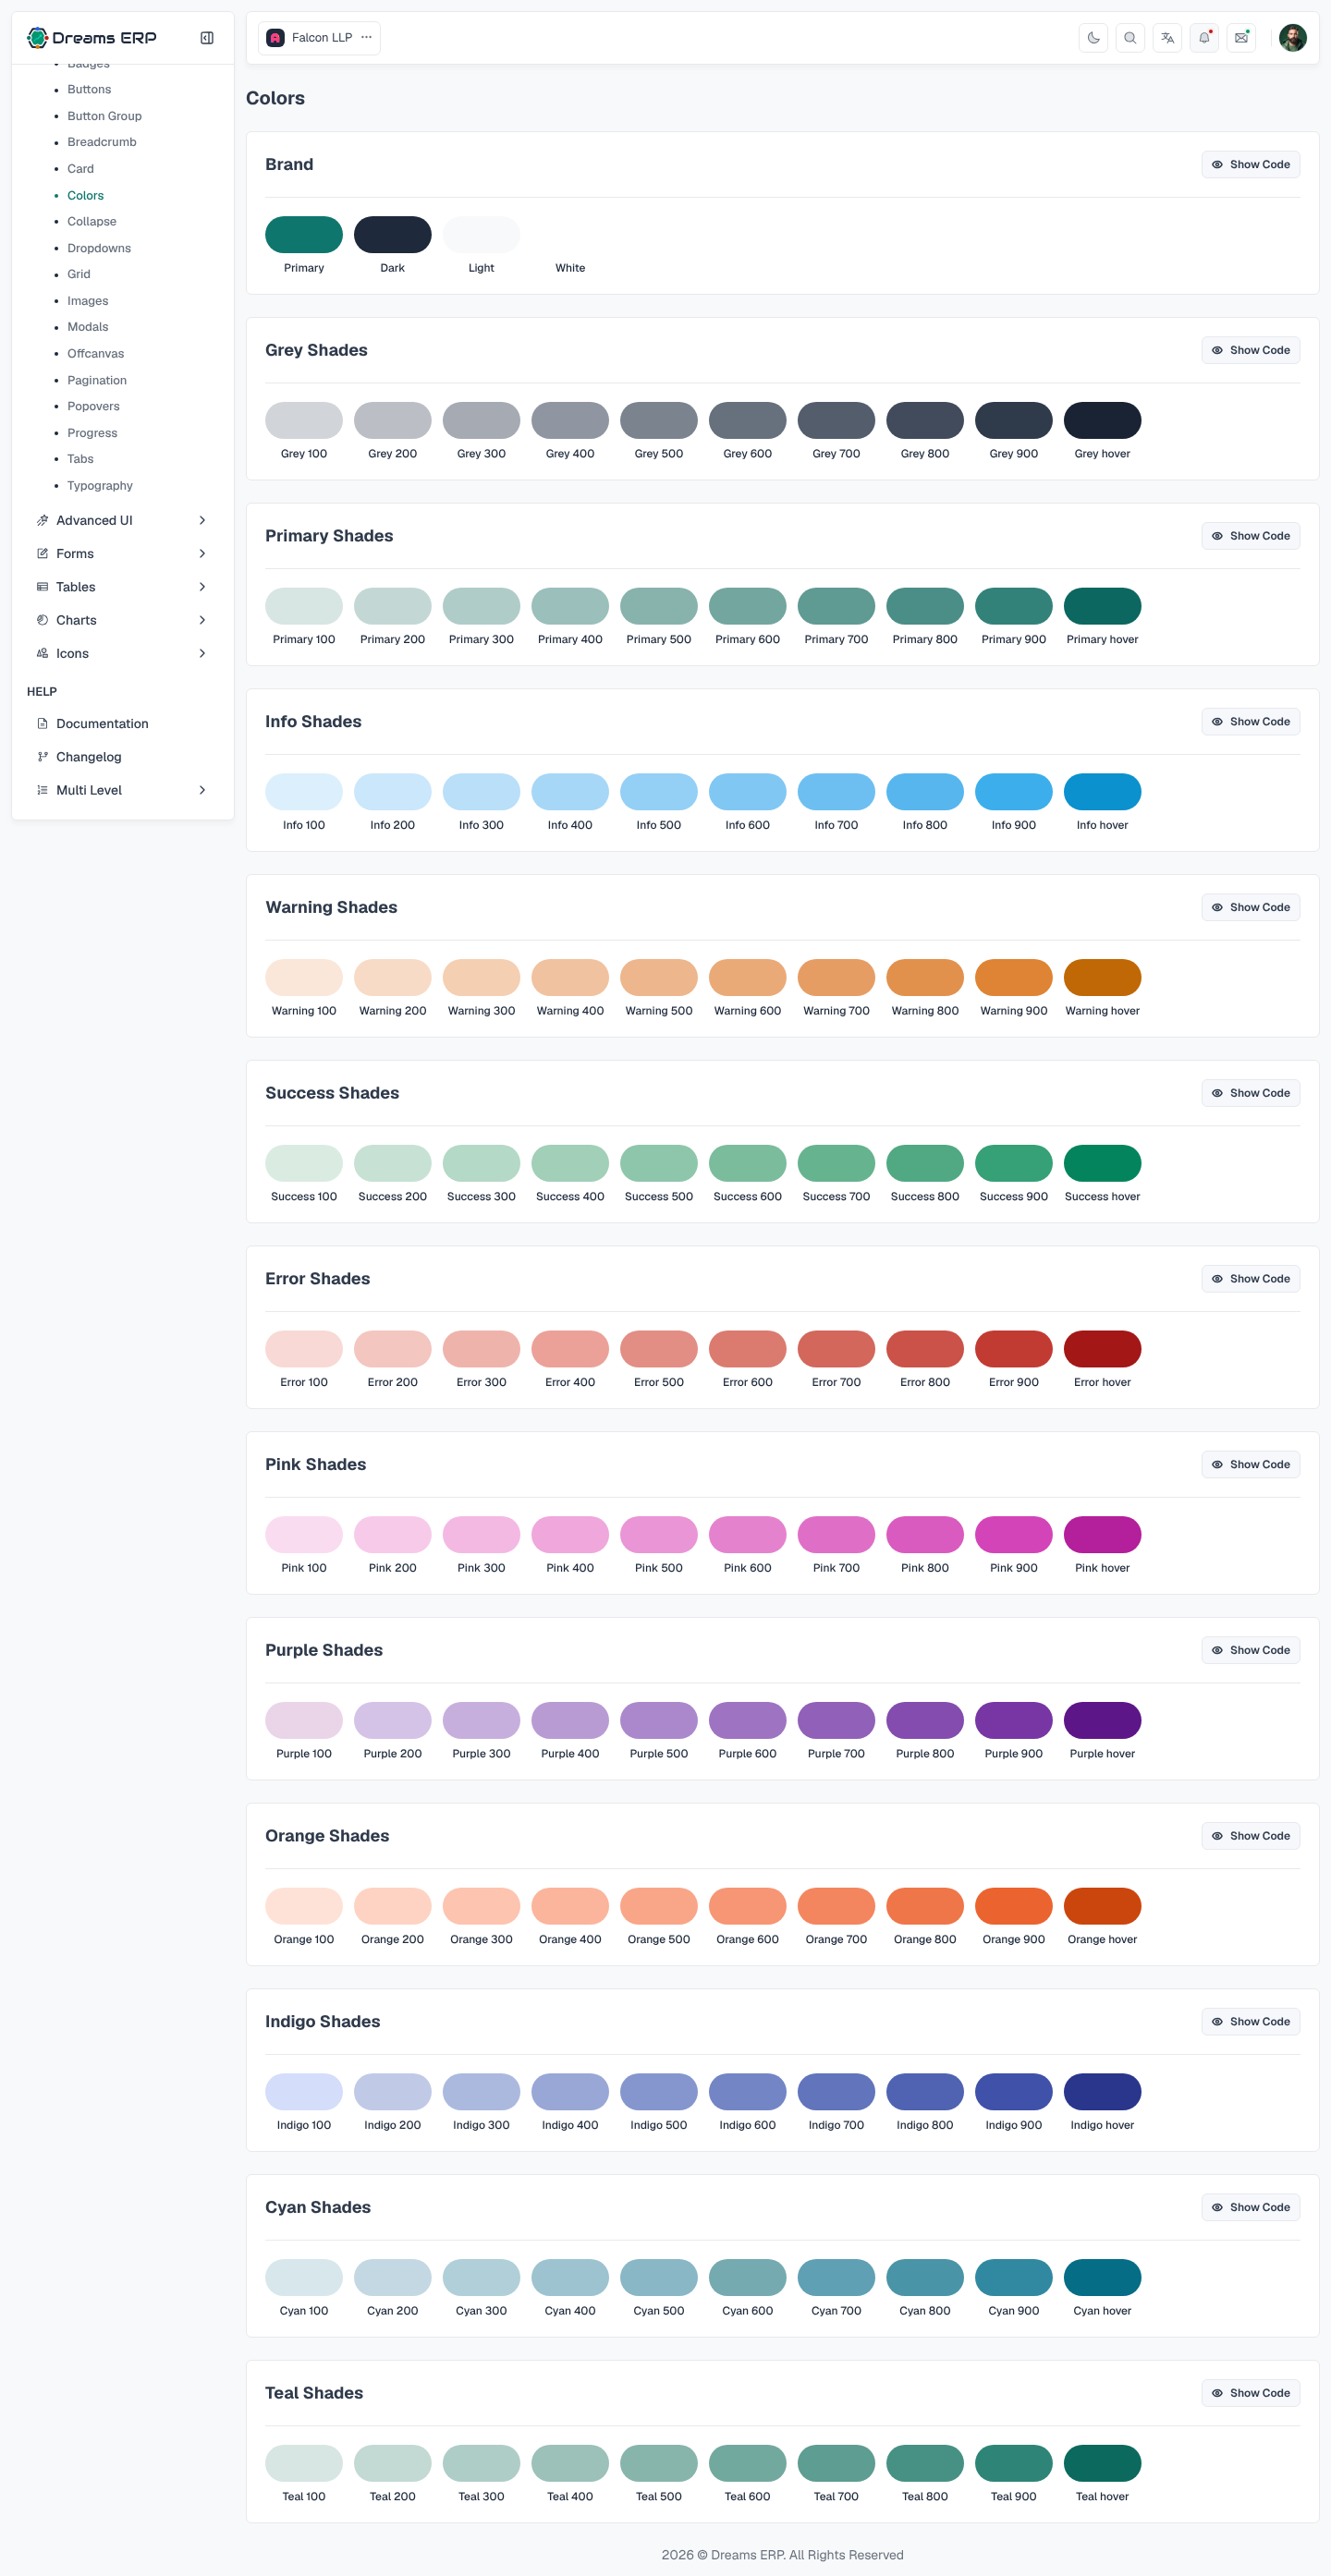 Dreams ERP
Falcon LLP
Badges
Buttons
Button Group
Breadcrumb
Card
Colors
Collapse
Dropdowns
Grid
Images
Modals
Offcanvas
Pagination
Popovers
Progress
Tabs
Typography
Advanced UI
Forms
Tables
Charts
Icons
HELP
Documentation
Changelog
Multi Level
Colors
Brand
Show Code
Primary Dark Light White
Grey Shades
Show Code
Grey 100 Grey 200 Grey 300 Grey 400 Grey 500 Grey 600 Grey 700 Grey 800 Grey 900 Grey hover
Primary Shades
Show Code
Primary 100 Primary 200 Primary 300 Primary 400 Primary 500 Primary 600 Primary 700 Primary 800 Primary 900 Primary hover
Info Shades
Show Code
Info 100 Info 200 Info 300 Info 400 Info 500 Info 600 Info 700 Info 800 Info 900 Info hover
Warning Shades
Show Code
Warning 100 Warning 200 Warning 300 Warning 400 Warning 500 Warning 600 Warning 700 Warning 800 Warning 900 Warning hover
Success Shades
Show Code
Success 100 Success 200 Success 300 Success 400 Success 500 Success 600 Success 700 Success 800 Success 900 Success hover
Error Shades
Show Code
Error 100 Error 200 Error 300 Error 400 Error 500 Error 600 Error 700 Error 800 Error 900 Error hover
Pink Shades
Show Code
Pink 100 Pink 200 Pink 300 Pink 400 Pink 500 Pink 600 Pink 700 Pink 800 Pink 900 Pink hover
Purple Shades
Show Code
Purple 100 Purple 200 Purple 300 Purple 400 Purple 500 Purple 600 Purple 700 Purple 800 Purple 900 Purple hover
Orange Shades
Show Code
Orange 100 Orange 200 Orange 300 Orange 400 Orange 500 Orange 600 Orange 700 Orange 800 Orange 900 Orange hover
Indigo Shades
Show Code
Indigo 100 Indigo 200 Indigo 300 Indigo 400 Indigo 500 Indigo 600 Indigo 700 Indigo 800 Indigo 900 Indigo hover
Cyan Shades
Show Code
Cyan 100 Cyan 200 Cyan 300 Cyan 400 Cyan 500 Cyan 600 Cyan 700 Cyan 800 Cyan 900 Cyan hover
Teal Shades
Show Code
Teal 100 Teal 200 Teal 300 Teal 400 Teal 500 Teal 600 Teal 700 Teal 800 Teal 900 Teal hover
2026 © Dreams ERP. All Rights Reserved